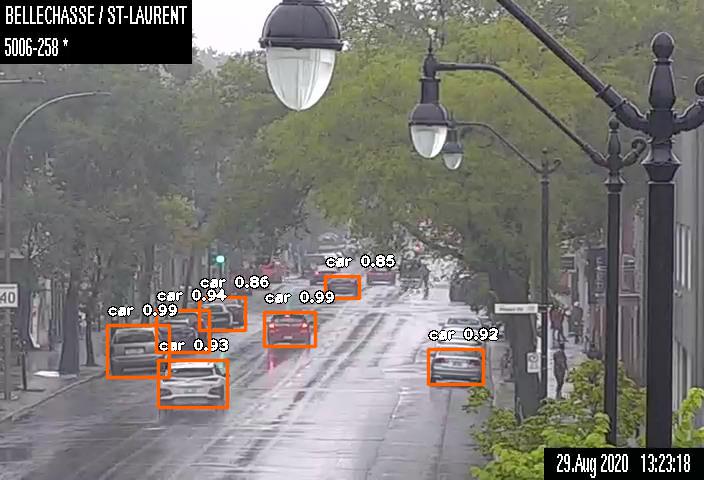 BELLECHASSE / ST-LAURENT
5006-258 *
car 0.85
car 0.86
car 0.94
car 0.99
car 0.99
car 0.93
car 0.92
40
29.Aug 2020 13:23:18